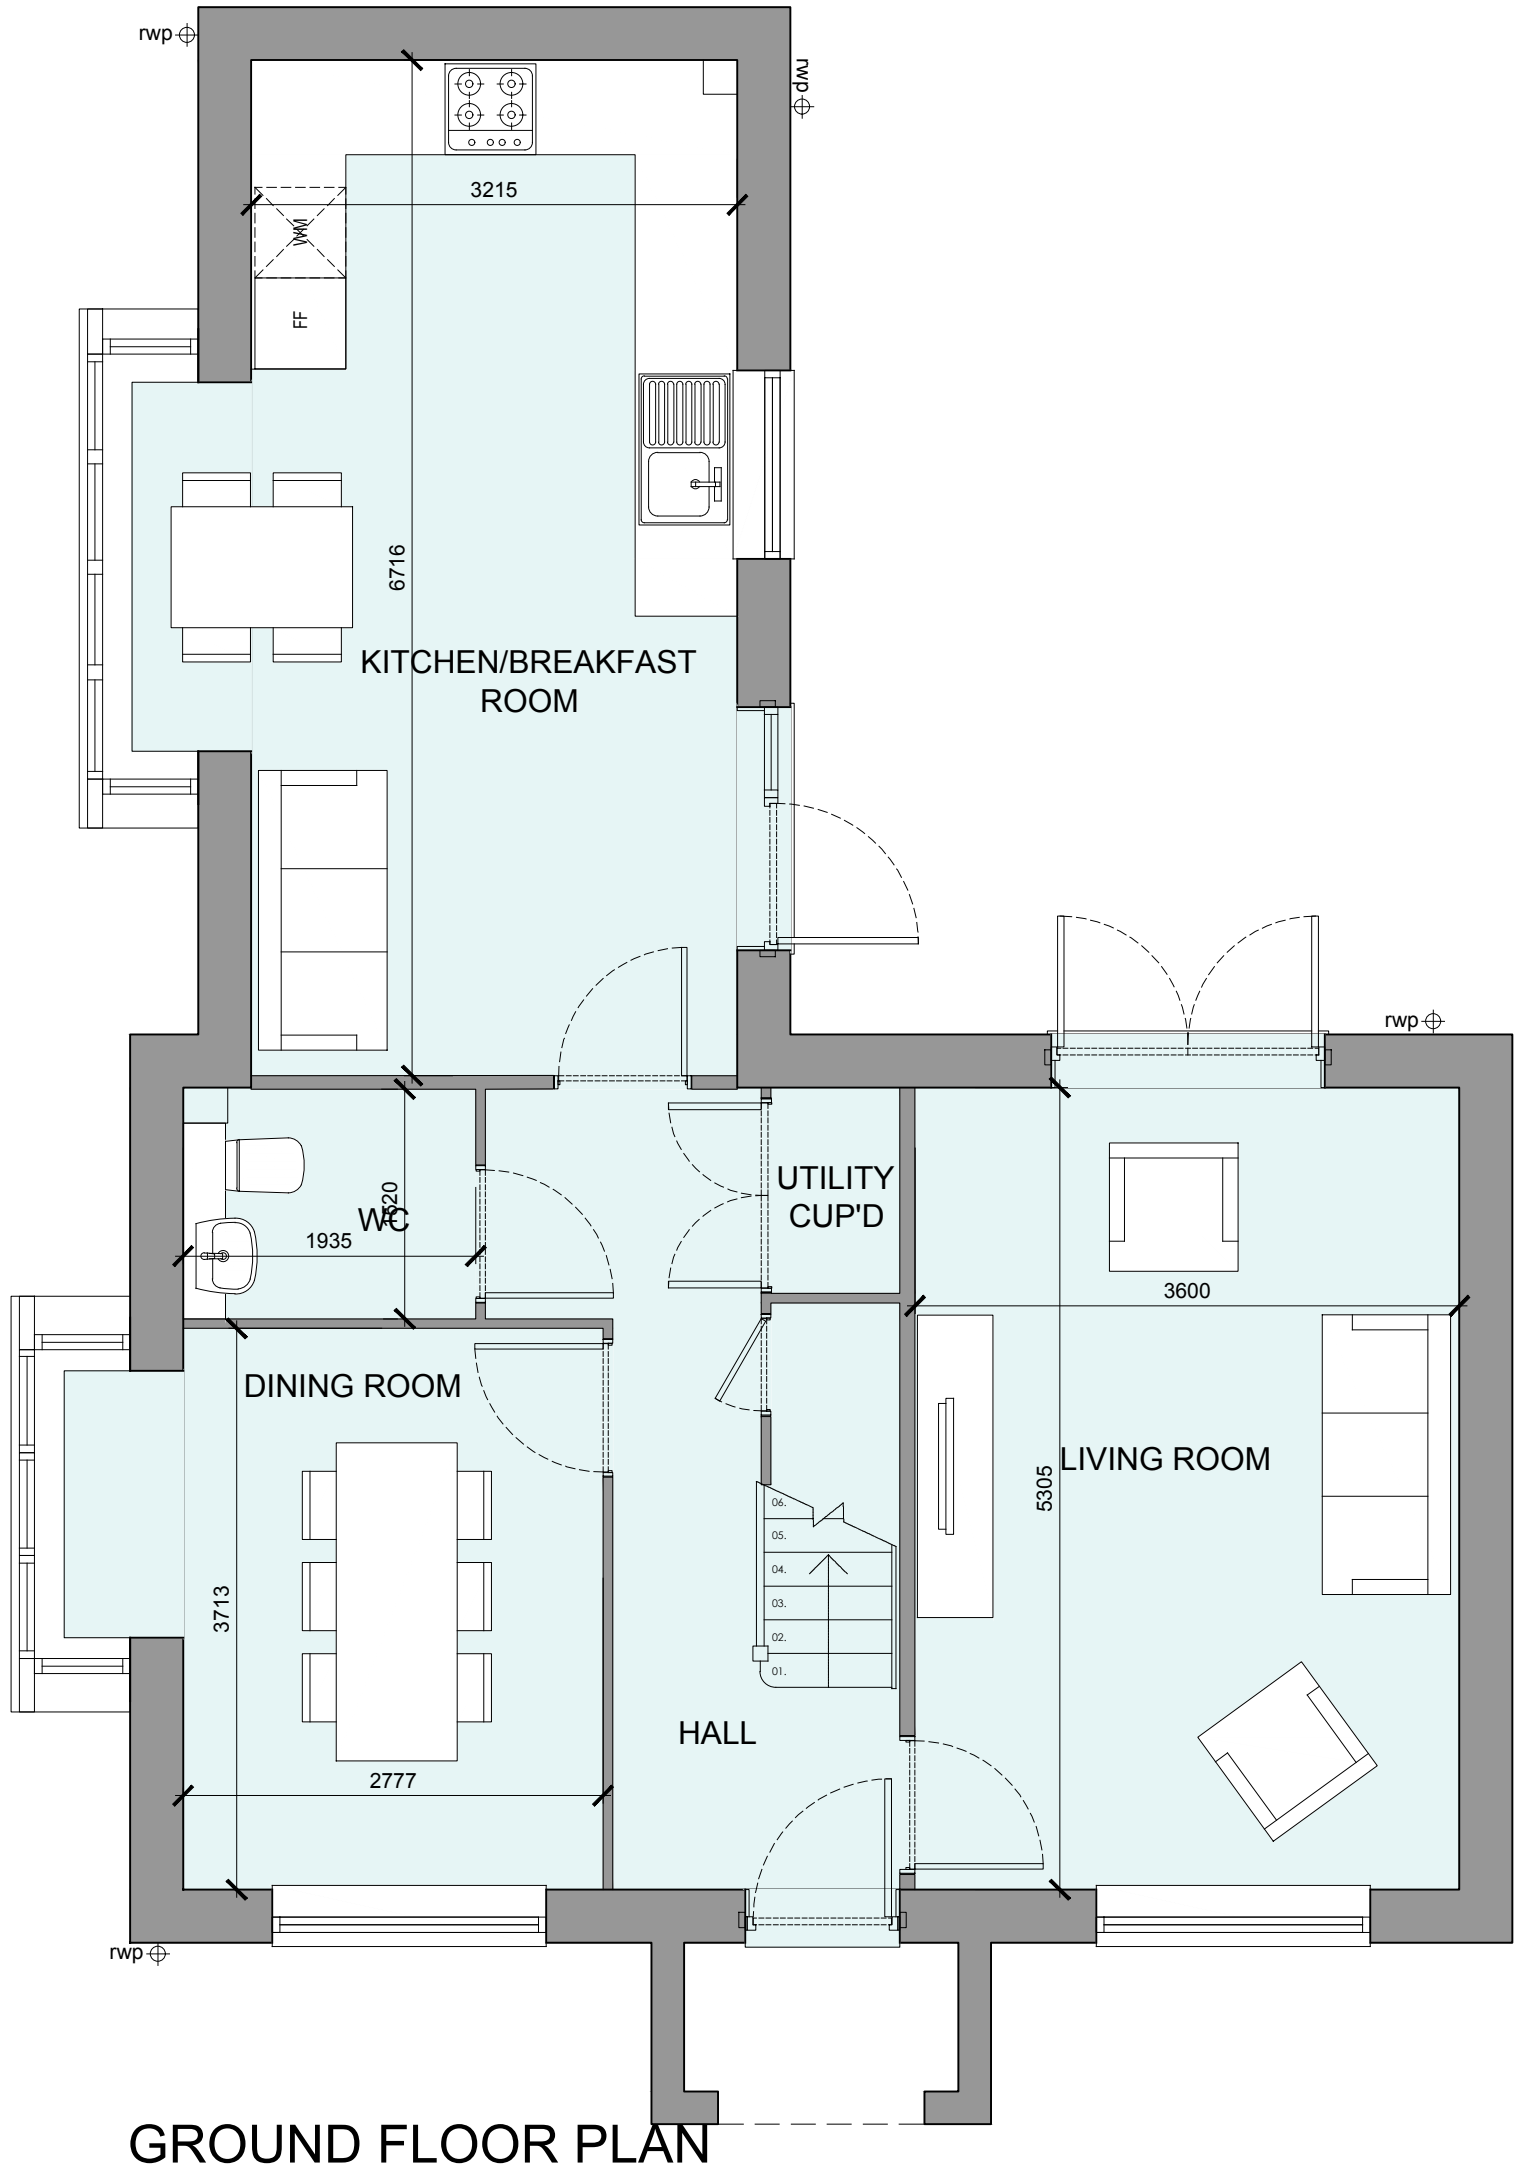 rwp
rwp
3215
WM
FF
6716
KITCHEN/BREAKFAST
ROOM
rwp
UTILITY
CUP'D
1520
WC
1935
3600
DINING ROOM
LIVING ROOM
5305
06.
05.
04.
03.
02.
01.
3713
HALL
2777
rwp
GROUND FLOOR PLAN